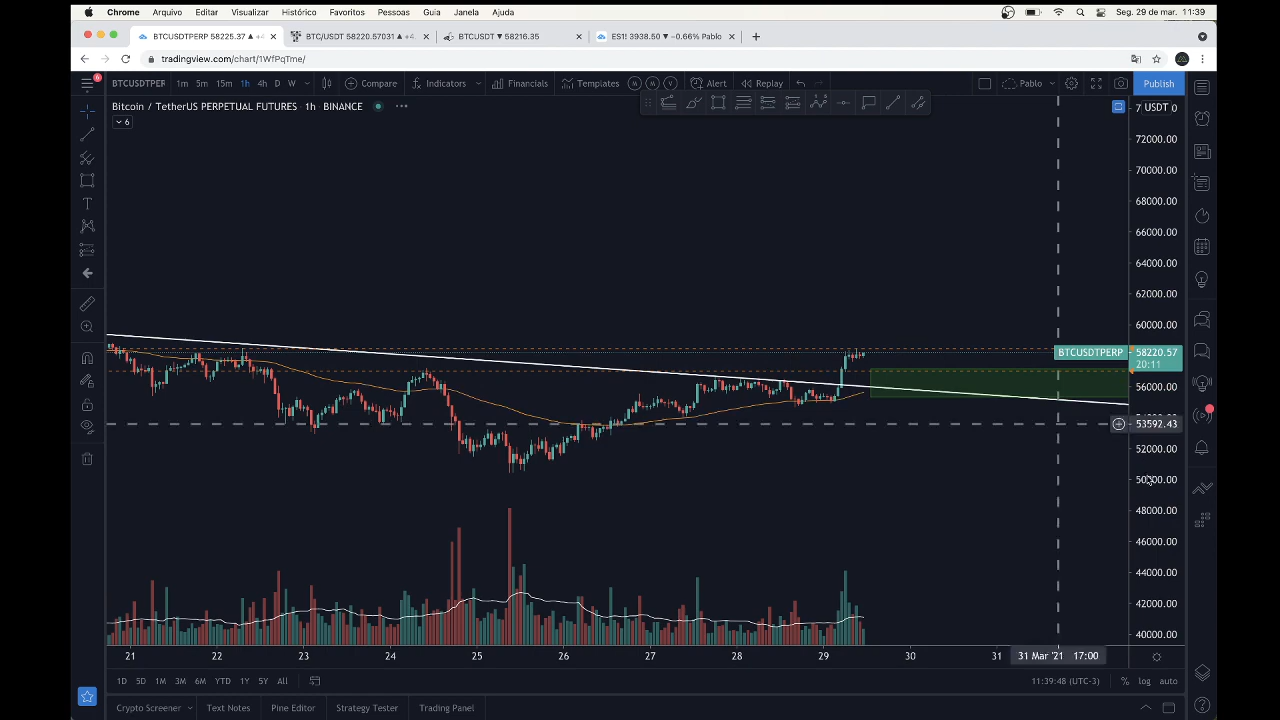 Chrome Arquivo Editar Visualizar Histórico Favoritos Pessoas Guia Janela Ajuda Seg. 29 de mar. 11:39
BTCUSDTPERP 58225.37 ▲ +4 BTC/USDT 58220.57031 ▲ +4. BTCUSDT ▼ 58216.35 ES1! 3938.50 ▼ −0.66% Pablo
tradingview.com/chart/1WfPqTme/
BTCUSDTPERP 1m 5m 15m 1h 4h D W Compare Indicators Financials Templates M M V Alert Replay Pablo Publish
Bitcoin / TetherUS PERPETUAL FUTURES · 1h · BINANCE
USDT
6
72000.00
70000.00
68000.00
66000.00
64000.00
62000.00
60000.00
BTCUSDTPERP 58220.57
20:11
56000.00
53592.43
52000.00
50000.00
48000.00
46000.00
44000.00
42000.00
40000.00
21 22 23 24 25 26 27 28 29 30 31 31 Mar '21 17:00
1D 5D 1M 3M 6M YTD 1Y 5Y All 11:39:48 (UTC-3) % log auto
Crypto Screener Text Notes Pine Editor Strategy Tester Trading Panel